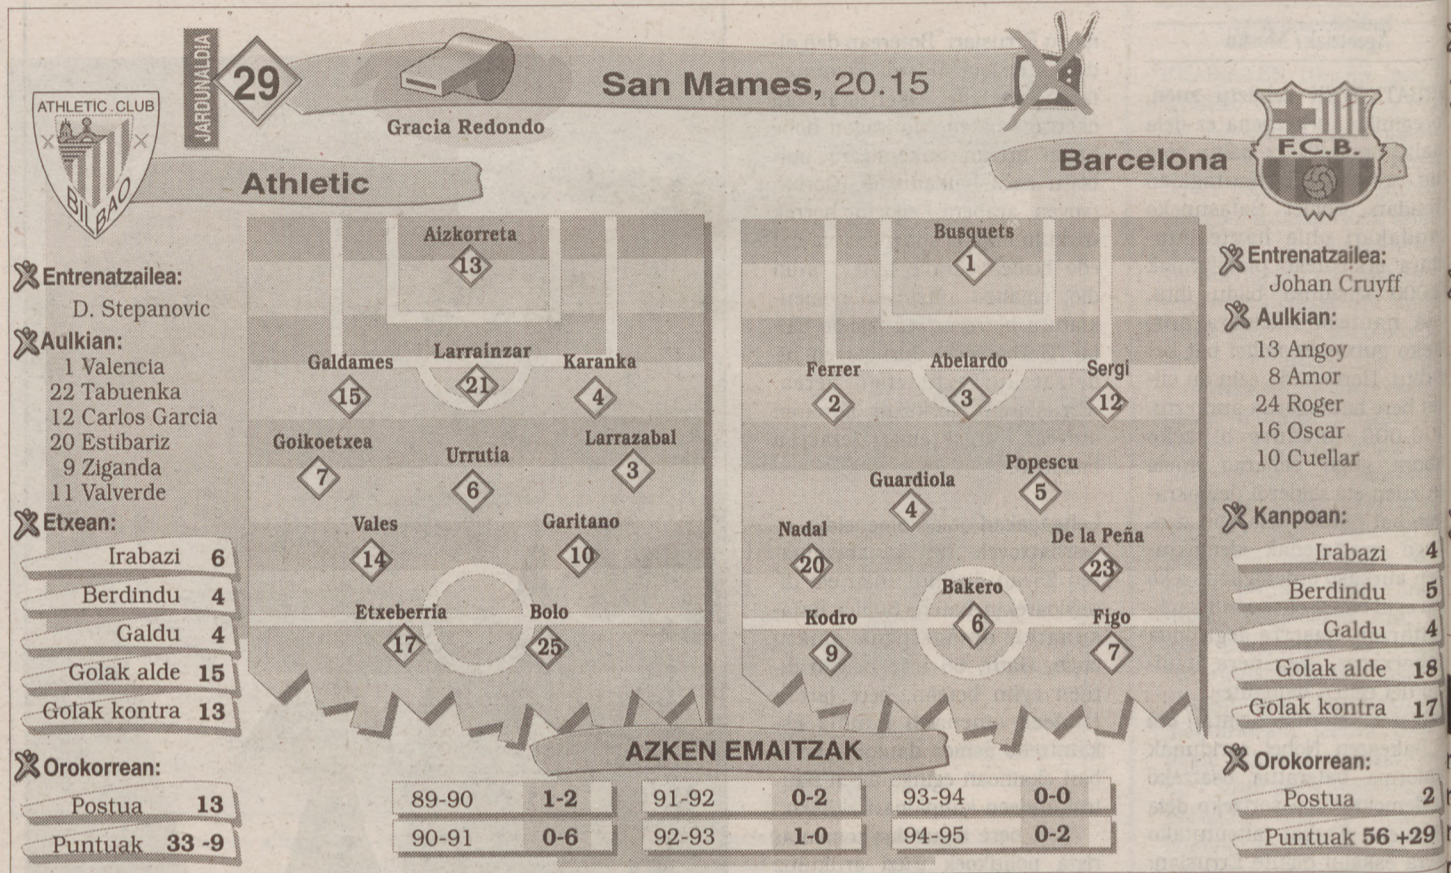 JARDUNALDIA
29
Gracia Redondo
San Mames, 20.15
ATHLETIC CLUB
BILBAO
Athletic
Barcelona
F.C.B.
Entrenatzailea:
D. Stepanovic
Aulkian:
1 Valencia
22 Tabuenka
12 Carlos Garcia
20 Estibariz
9 Ziganda
11 Valverde
Etxean:
Irabazi 6
Berdindu 4
Galdu 4
Golak alde 15
Golak kontra 13
Orokorrean:
Postua 13
Puntuak 33 -9
Aizkorreta
13
Galdames Larrainzar Karanka
15 21 4
Goikoetxea Urrutia Larrazabal
7 6 3
Vales Garitano
14 10
Etxeberria Bolo
17 25
Busquets
1
Ferrer Abelardo Sergi
2 3 12
Guardiola Popescu
4 5
Nadal De la Peña
20 23
Kodro Bakero Figo
9 6 7
Entrenatzailea:
Johan Cruyff
Aulkian:
13 Angoy
8 Amor
24 Roger
16 Oscar
10 Cuellar
Kanpoan:
Irabazi 4
Berdindu 5
Galdu 4
Golak alde 18
Golak kontra 17
Orokorrean:
Postua 2
Puntuak 56 +29
AZKEN EMAITZAK
89-90 1-2
91-92 0-2
93-94 0-0
90-91 0-6
92-93 1-0
94-95 0-2